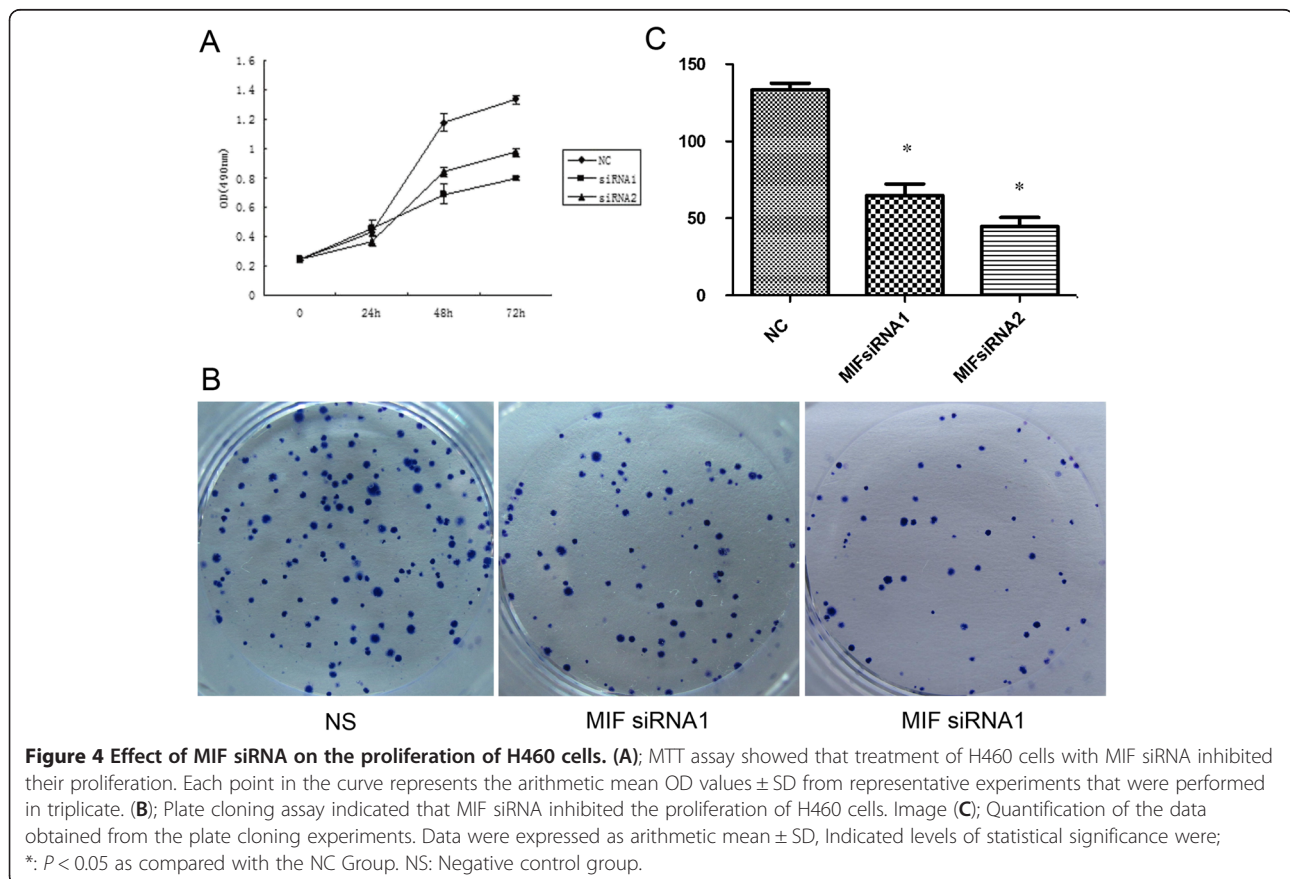 A
1.6
1.4
1.2
1
0.8
0.6
0.4
0.2
0
OD(490nm)
0 24h 48h 72h
NC
siRNA1
siRNA2
C
150
100
50
0
*
*
NC
MIFsiRNA1
MIFsiRNA2
B
NS MIF siRNA1 MIF siRNA1
Figure 4 Effect of MIF siRNA on the proliferation of H460 cells. (A); MTT assay showed that treatment of H460 cells with MIF siRNA inhibited
their proliferation. Each point in the curve represents the arithmetic mean OD values ± SD from representative experiments that were performed
in triplicate. (B); Plate cloning assay indicated that MIF siRNA inhibited the proliferation of H460 cells. Image (C); Quantification of the data
obtained from the plate cloning experiments. Data were expressed as arithmetic mean ± SD, Indicated levels of statistical significance were;
*: P < 0.05 as compared with the NC Group. NS: Negative control group.